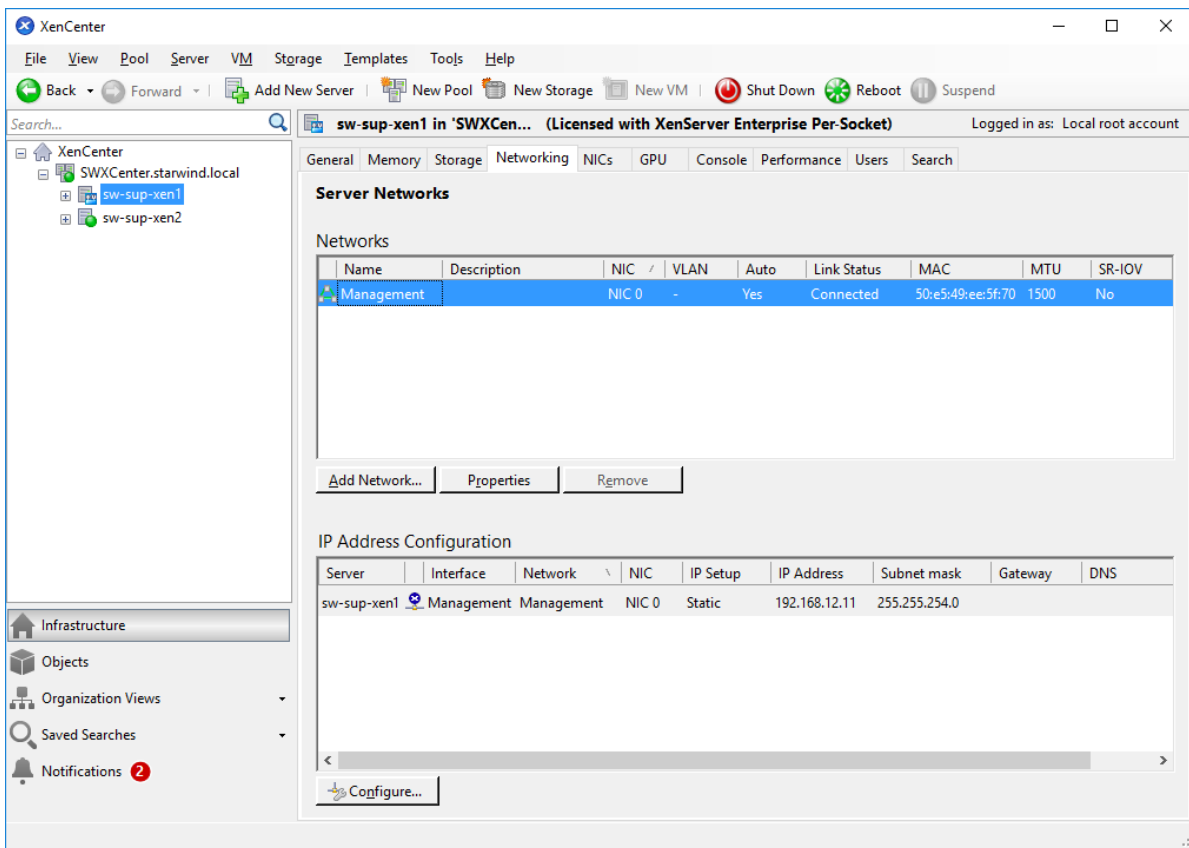 XenCenter
File View Pool Server VM Storage Templates Tools Help
Back Forward Add New Server New Pool New Storage New VM Shut Down Reboot Suspend
Search...
sw-sup-xen1 in 'SWXCen... (Licensed with XenServer Enterprise Per-Socket) Logged in as: Local root account
XenCenter
SWXCenter.starwind.local
sw-sup-xen1
sw-sup-xen2
General Memory Storage Networking NICs GPU Console Performance Users Search
Server Networks
Networks
Name Description NIC VLAN Auto Link Status MAC MTU SR-IOV
Management NIC 0 - Yes Connected 50:e5:49:ee:5f:70 1500 No
Add Network... Properties Remove
IP Address Configuration
Server Interface Network NIC IP Setup IP Address Subnet mask Gateway DNS
sw-sup-xen1 Management Management NIC 0 Static 192.168.12.11 255.255.254.0
Configure...
Infrastructure
Objects
Organization Views
Saved Searches
Notifications 2